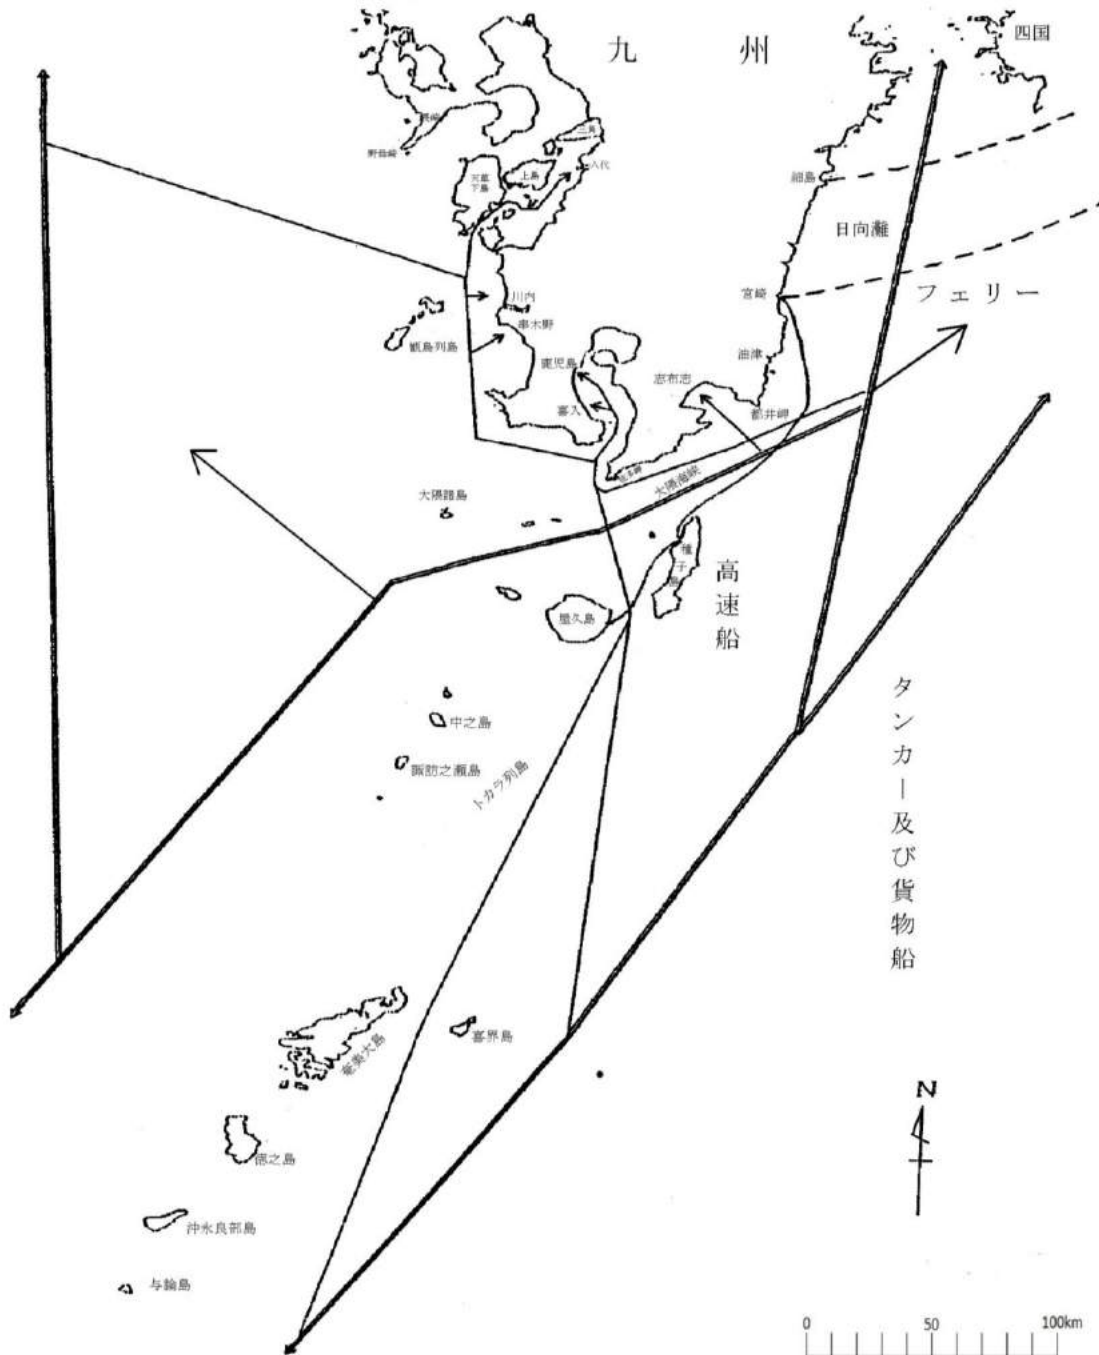 四国
九州
長崎
野母崎
三角
八代
天草
下島
上島
細島
日向灘
宮崎
フェリー
川内
串木野
甑島列島
油津
鹿児島
志布志
喜入
都井岬
佐多岬
大隈海峡
大隈諸島
種子島
高速船
屋久島
タンカー及び貨物船
中之島
諏訪之瀬島
トカラ列島
喜界島
奄美大島
徳之島
沖永良部島
与論島
N
0 50 100km